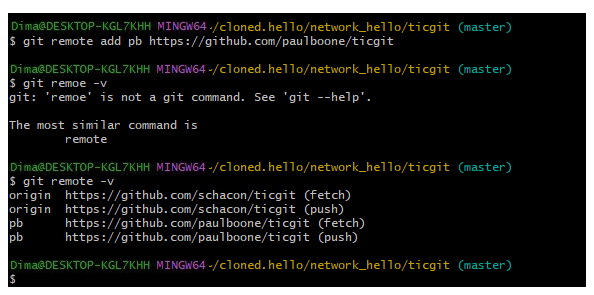 Dima@DESKTOP-KGL7KHH MINGW64 ~/cloned.hello/network_hello/ticgit (master)
$ git remote add pb https://github.com/paulboone/ticgit
Dima@DESKTOP-KGL7KHH MINGW64 ~/cloned.hello/network_hello/ticgit (master)
$ git remoe -v
git: 'remoe' is not a git command. See 'git --help'.
The most similar command is
remote
Dima@DESKTOP-KGL7KHH MINGW64 ~/cloned.hello/network_hello/ticgit (master)
$ git remote -v
origin https://github.com/schacon/ticgit (fetch)
origin https://github.com/schacon/ticgit (push)
pb https://github.com/paulboone/ticgit (fetch)
pb https://github.com/paulboone/ticgit (push)
Dima@DESKTOP-KGL7KHH MINGW64 ~/cloned.hello/network_hello/ticgit (master)
$